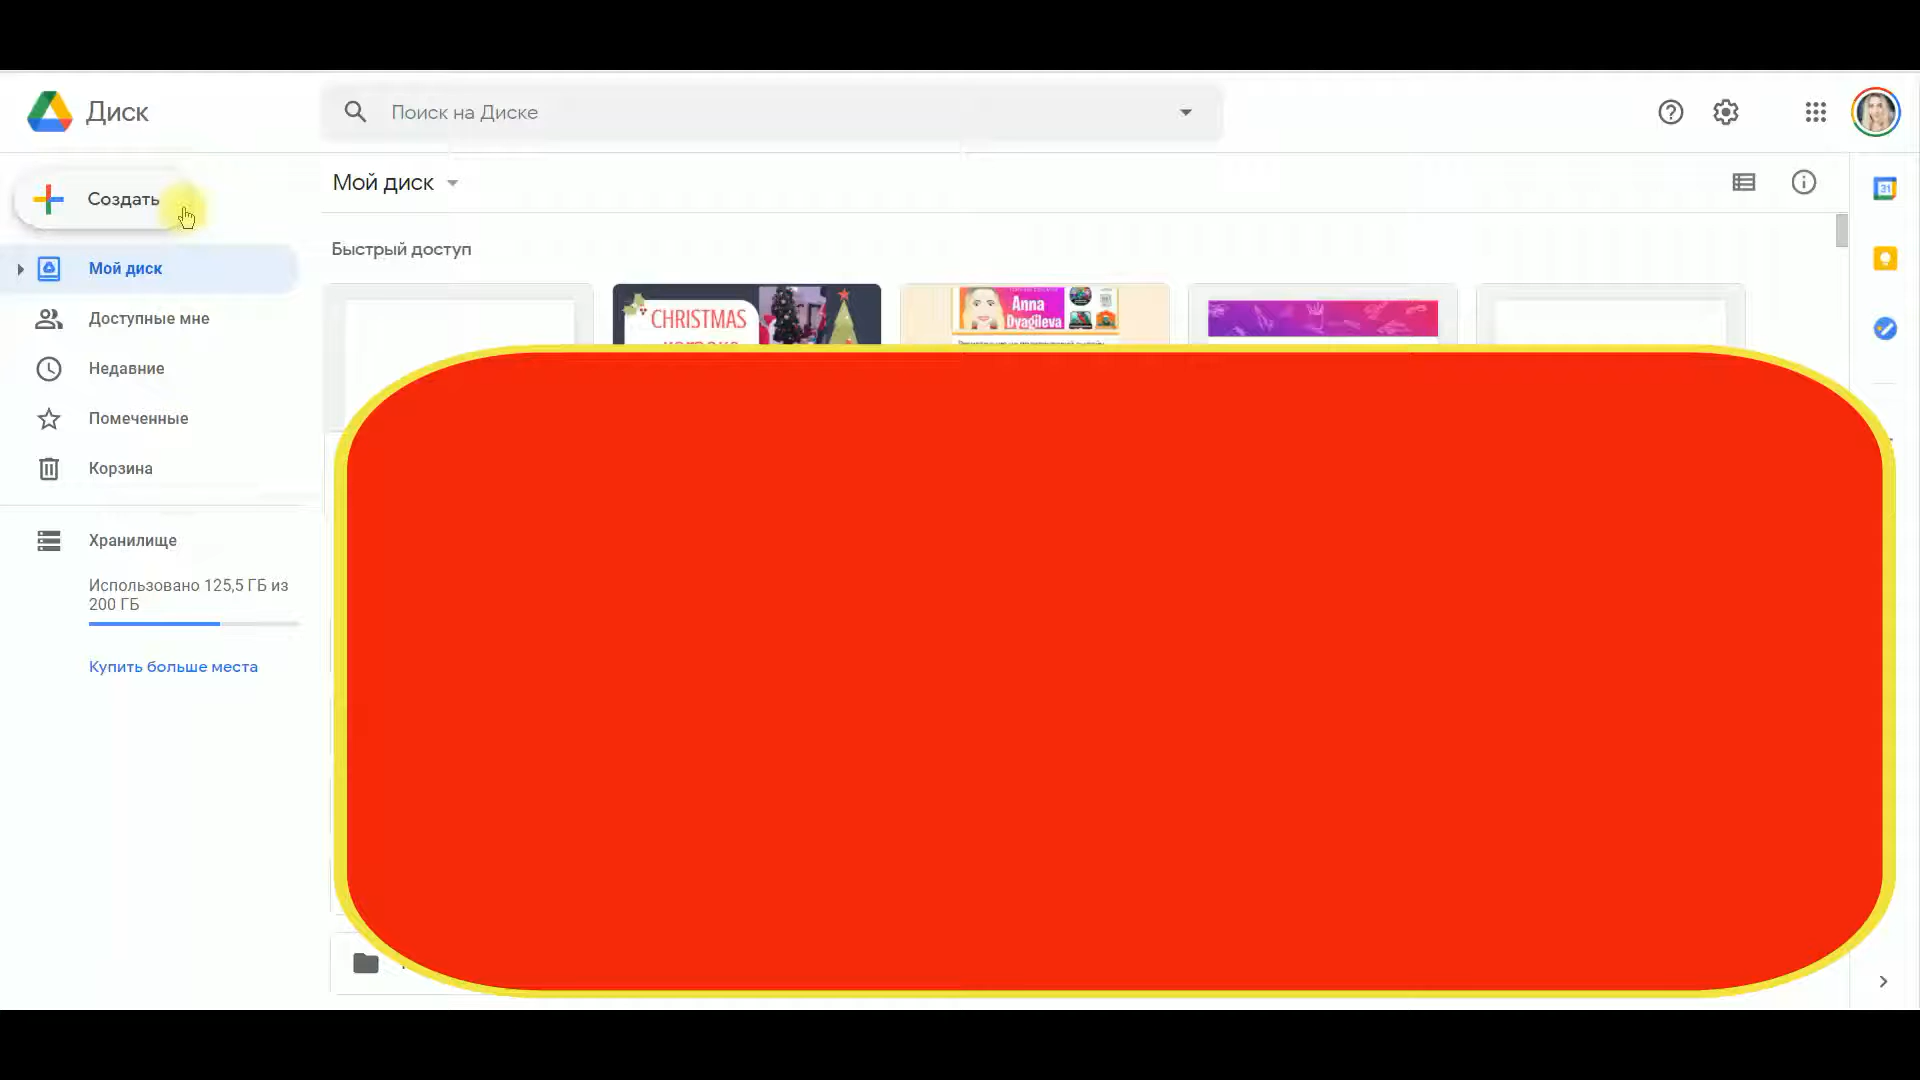 Диск
Поиск на Диске
Создать
Мой диск
Быстрый доступ
Мой диск
Доступные мне
Недавние
Помеченные
Корзина
Хранилище
Использовано 125,5 ГБ из
200 ГБ
Купить больше места
CHRISTMAS
Anna
Dyagileva
31